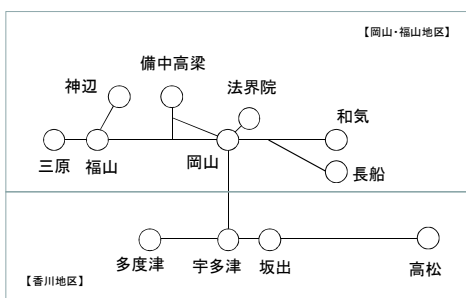 【岡山・福山地区】
備中高梁
神辺
法界院
和気
三原
福山
岡山
長船
多度津
宇多津
坂出
高松
【香川地区】